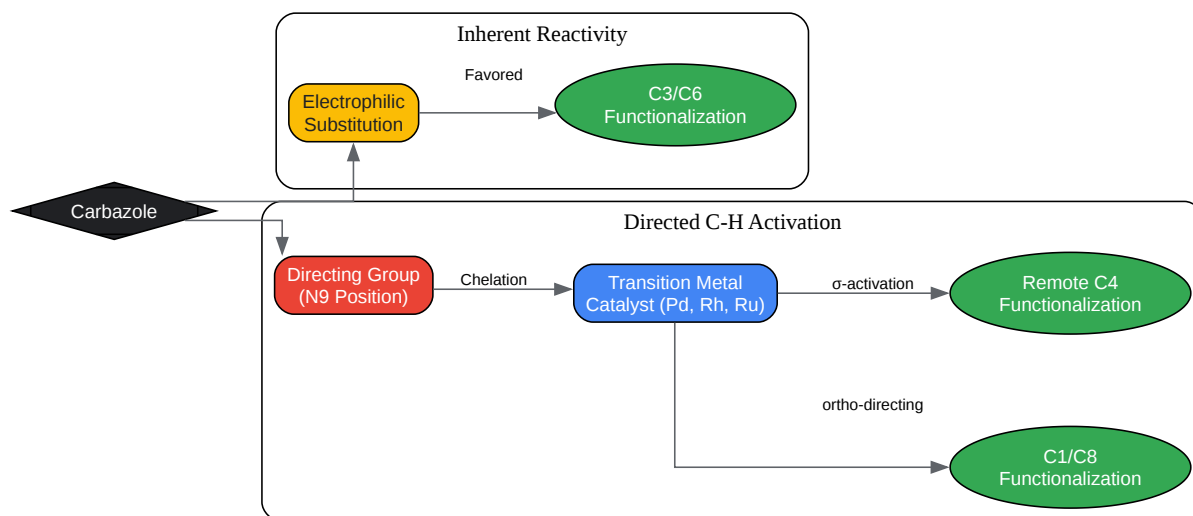 Inherent Reactivity
Favored
Electrophilic
Substitution
C3/C6
Functionalization
Carbazole
Directed C-H Activation
Directing Group
(N9 Position)
Chelation
Transition Metal
Catalyst (Pd, Rh, Ru)
σ-activation
Remote C4
Functionalization
ortho-directing
C1/C8
Functionalization